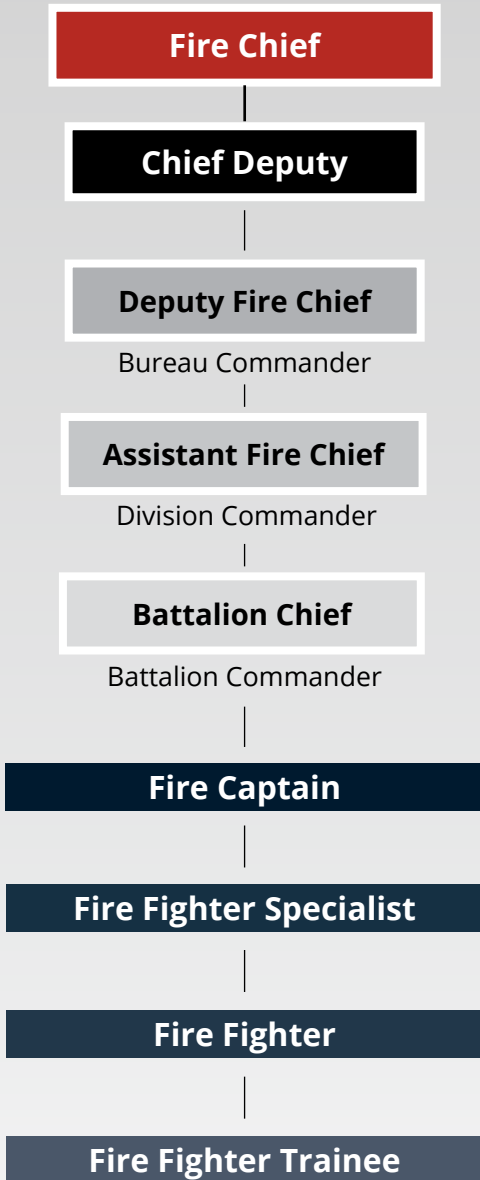 Fire Chief
Chief Deputy
Deputy Fire Chief
Bureau Commander
Assistant Fire Chief
Division Commander
Battalion Chief
Battalion Commander
Fire Captain
Fire Fighter Specialist
Fire Fighter
Fire Fighter Trainee